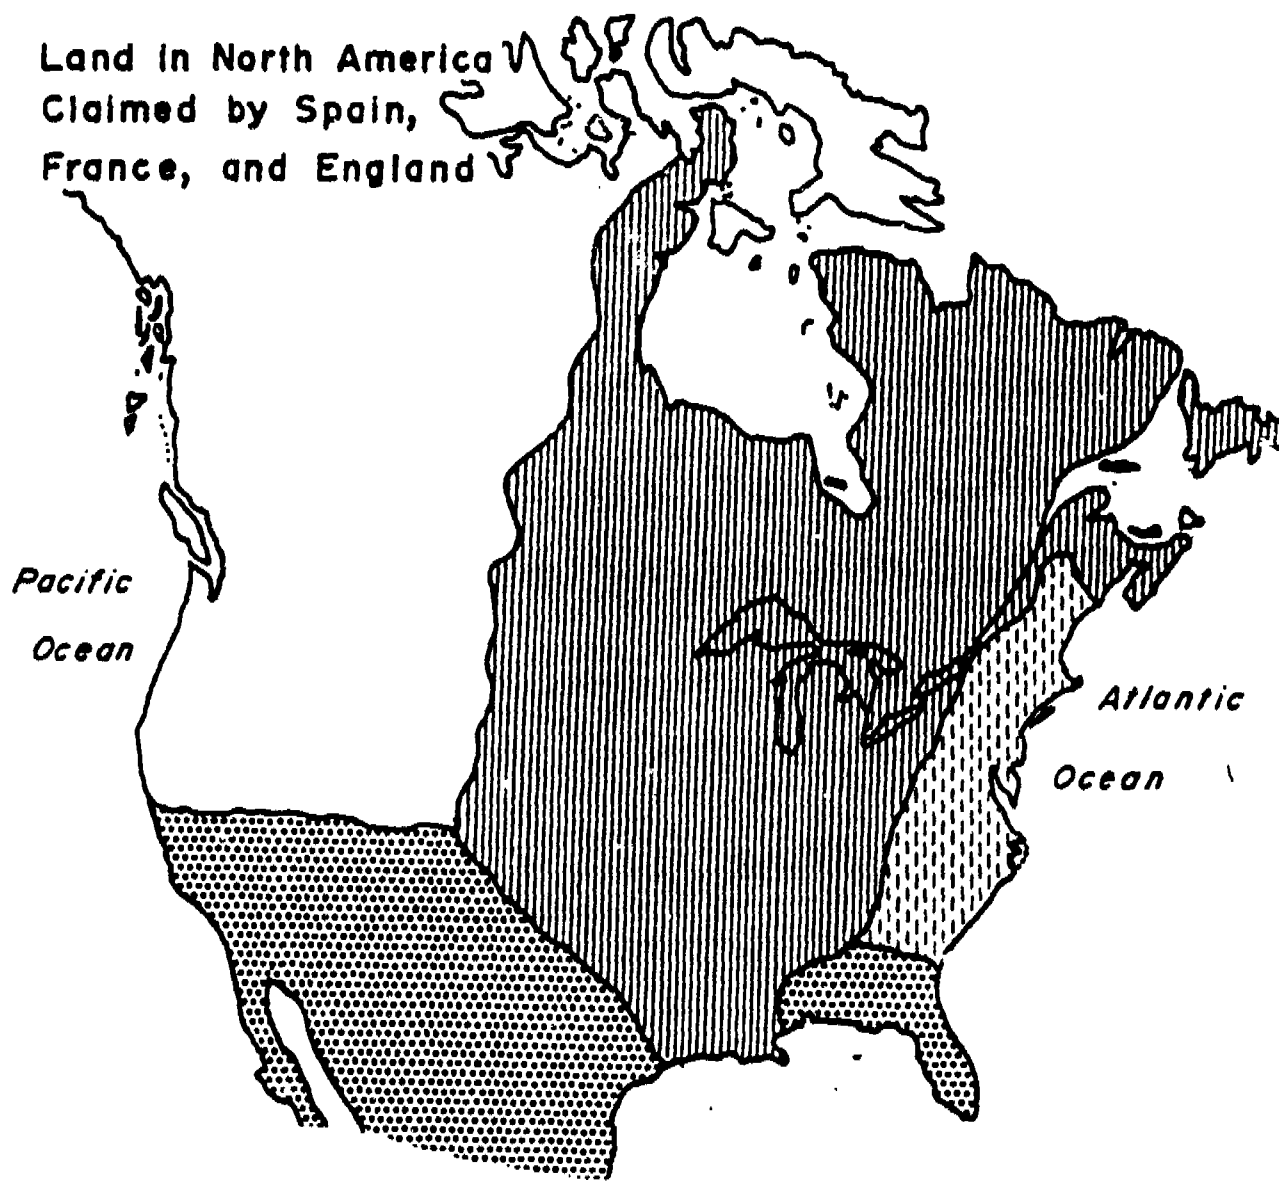 Land in North America
Claimed by Spain,
France, and England
Pacific
Ocean
Atlantic
Ocean